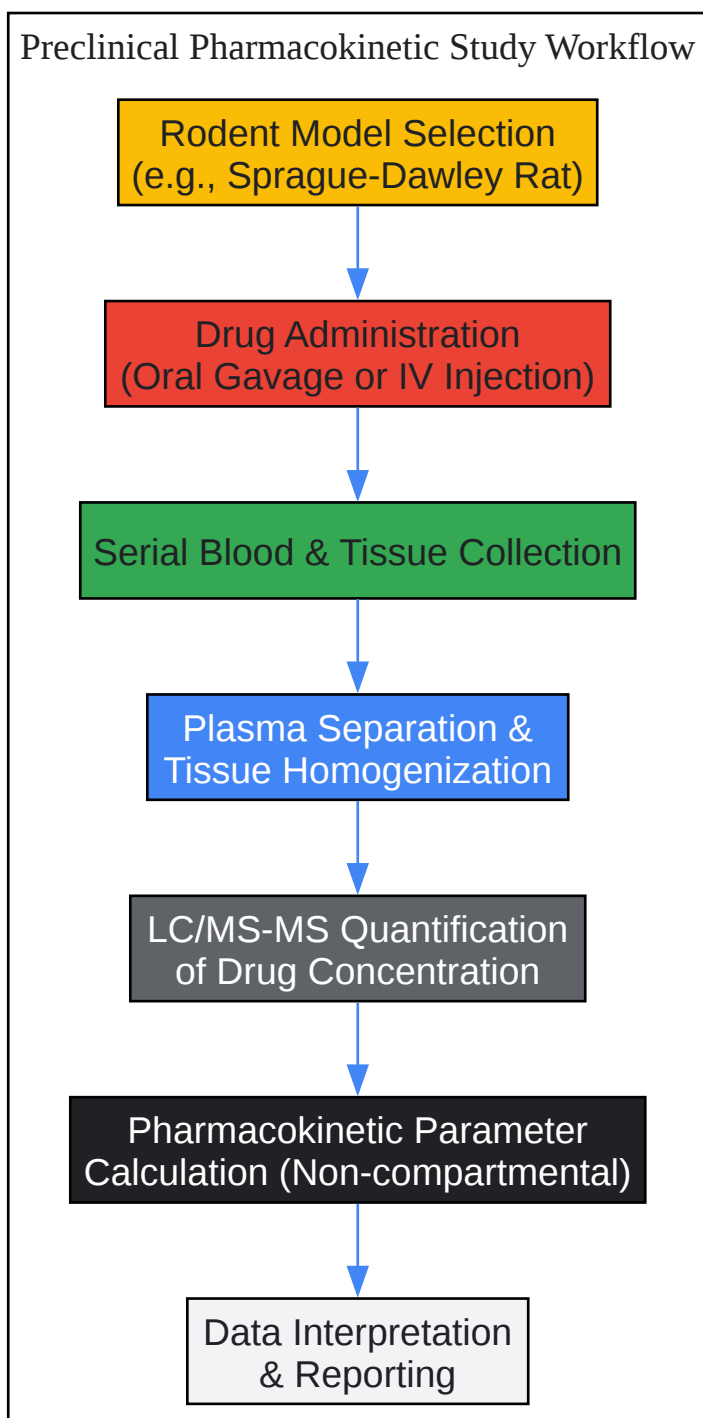 Preclinical Pharmacokinetic Study Workflow
Rodent Model Selection
(e.g., Sprague-Dawley Rat)
Drug Administration
(Oral Gavage or IV Injection)
Serial Blood & Tissue Collection
Plasma Separation &
Tissue Homogenization
LC/MS-MS Quantification
of Drug Concentration
Pharmacokinetic Parameter
Calculation (Non-compartmental)
Data Interpretation
& Reporting